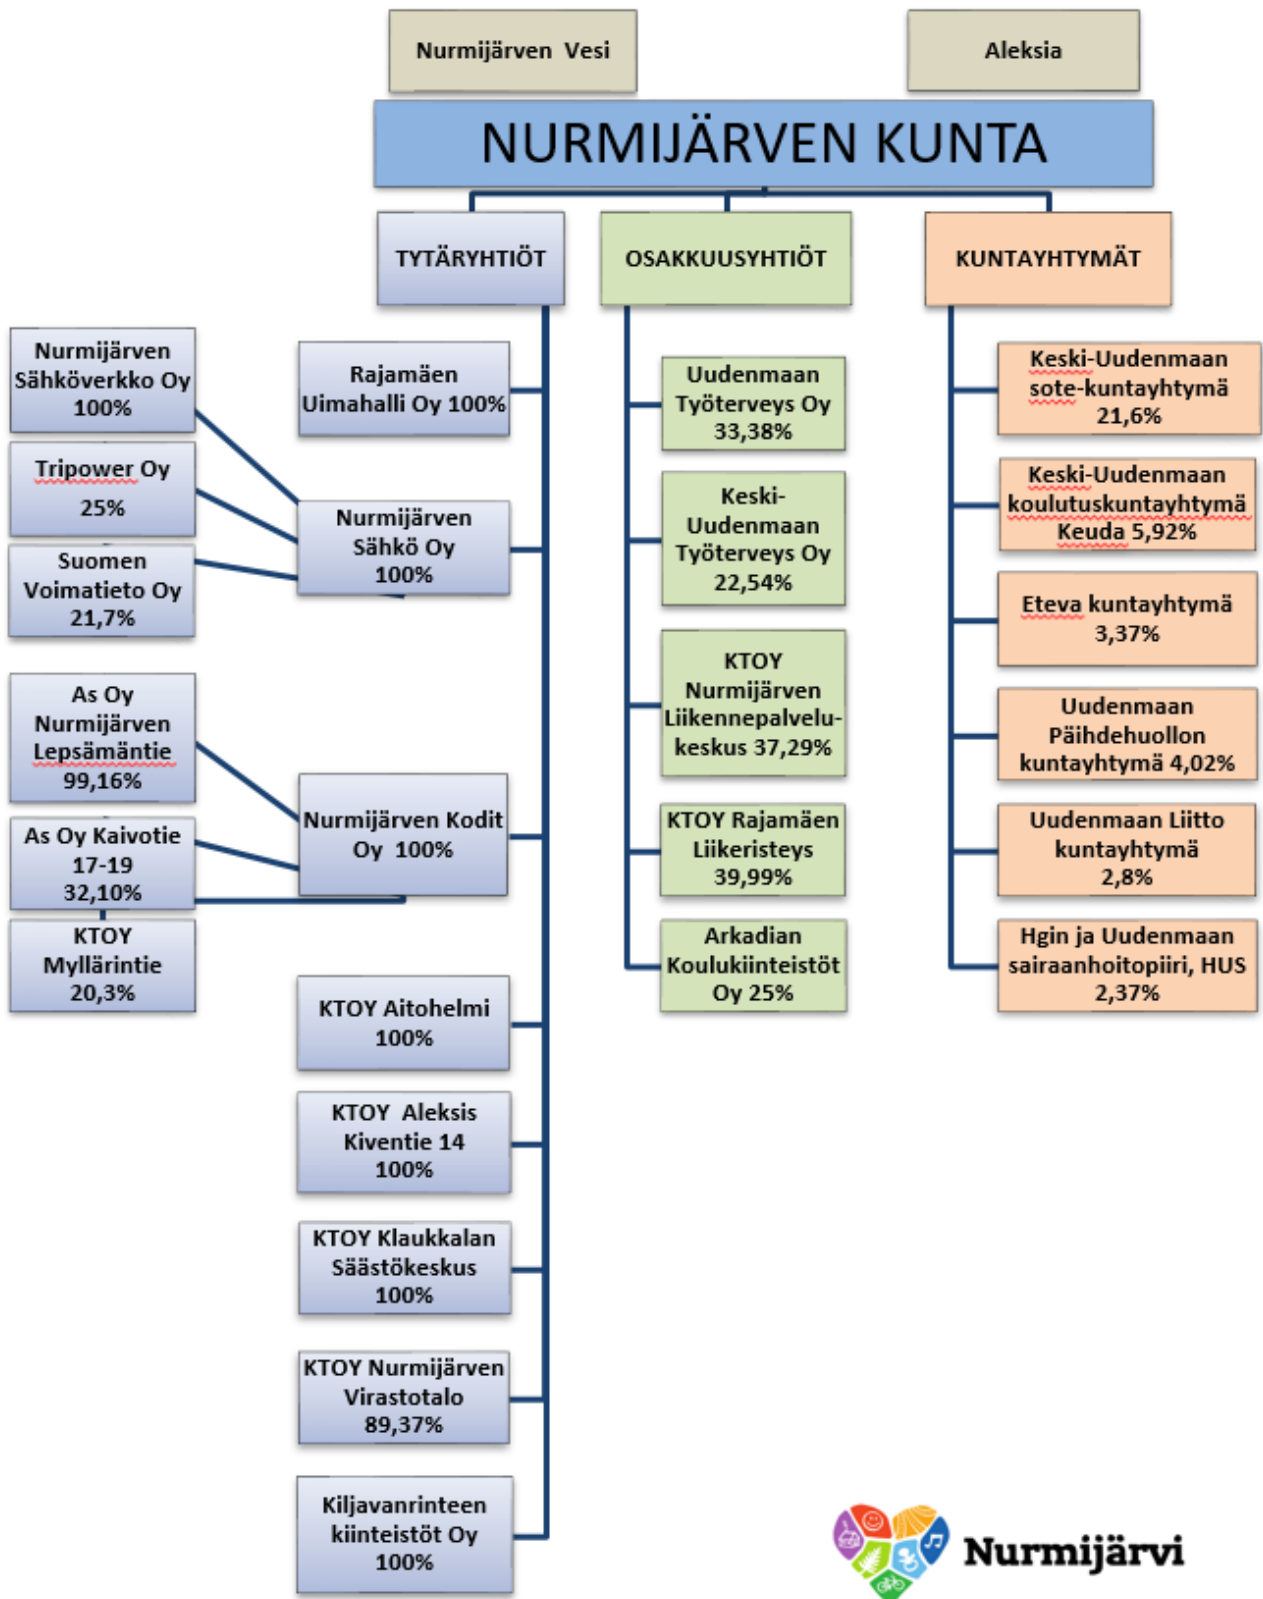 Nurmijärven Vesi
Aleksia
NURMIJÄRVEN KUNTA
TYTÄRYHTIÖT
OSAKKUUSYHTIÖT
KUNTAYHTYMÄT
Nurmijärven
Sähköverkko Oy
100%
Tripower Oy
25%
Suomen
Voimatieto Oy
21,7%
As Oy
Nurmijärven
Lepsämäntie
99,16%
As Oy Kaivotie
17-19
32,10%
KTOY
Myllärintie
20,3%
Rajamäen
Uimahalli Oy 100%
Nurmijärven
Sähkö Oy
100%
Nurmijärven Kodit
Oy 100%
KTOY Aitohelmi
100%
KTOY Aleksis
Kiventie 14
100%
KTOY Klaukkalan
Säästökeskus
100%
KTOY Nurmijärven
Virastotalo
89,37%
Kiljavanrinteen
kiinteistöt Oy
100%
Uudenmaan
Työterveys Oy
33,38%
Keski-
Uudenmaan
Työterveys Oy
22,54%
KTOY
Nurmijärven
Liikennepalvelu-
keskus 37,29%
KTOY Rajamäen
Liikeristeys
39,99%
Arkadian
Koulukiinteistöt
Oy 25%
Keski-Uudenmaan
sote-kuntayhtymä
21,6%
Keski-Uudenmaan
koulutuskuntayhtymä
Keuda 5,92%
Eteva kuntayhtymä
3,37%
Uudenmaan
Päihdehuollon
kuntayhtymä 4,02%
Uudenmaan Liitto
kuntayhtymä
2,8%
Hgin ja Uudenmaan
sairaanhoitopiiri, HUS
2,37%
Nurmijärvi